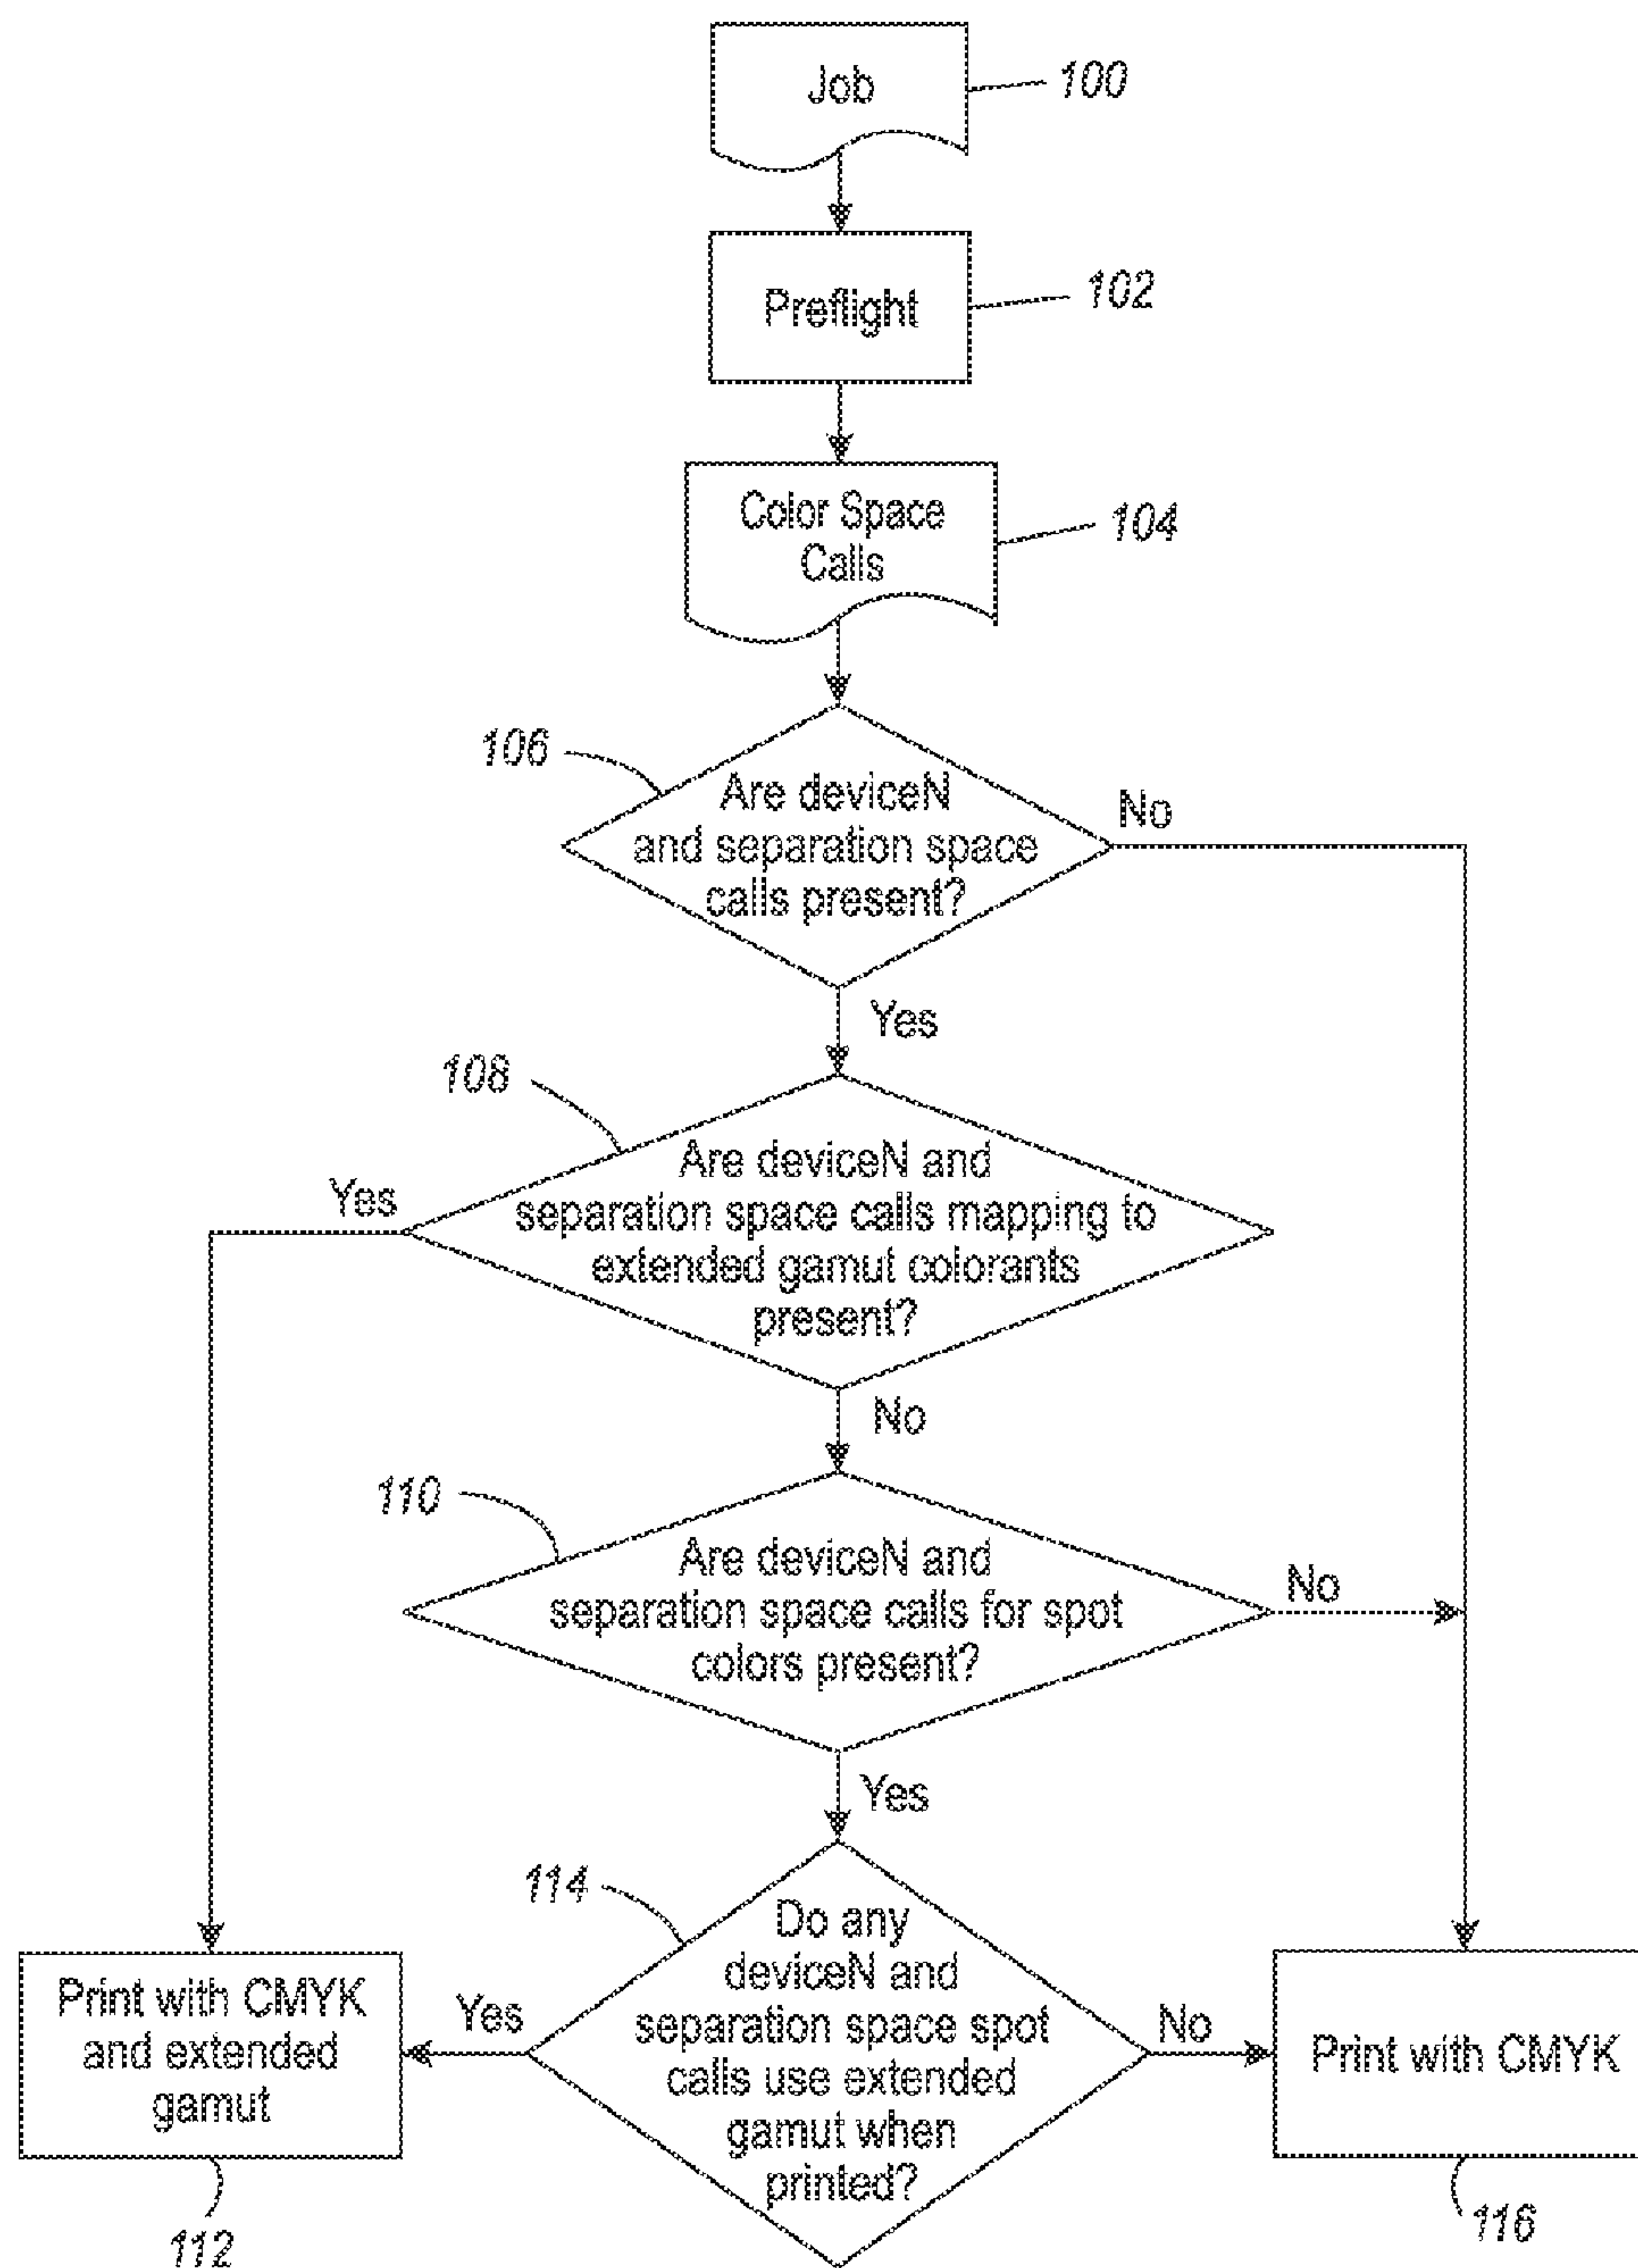 Job
100
Preflight
102
Color Space
Calls
104
106
Are deviceN
and separation space
calls present?
No
Yes
108
Are deviceN and
separation space calls mapping to
extended gamut colorants
present?
Yes
No
110
Are deviceN and
separation space calls for spot
colors present?
No
Yes
114
Do any
deviceN and
separation space spot
calls use extended
gamut when
printed?
Yes
No
Print with CMYK
and extended
gamut
112
Print with CMYK
116